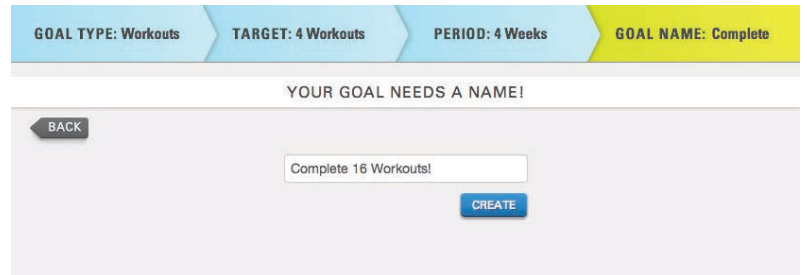 GOAL TYPE: Workouts TARGET: 4 Workouts PERIOD: 4 Weeks GOAL NAME: Complete
YOUR GOAL NEEDS A NAME!
BACK
Complete 16 Workouts!
CREATE